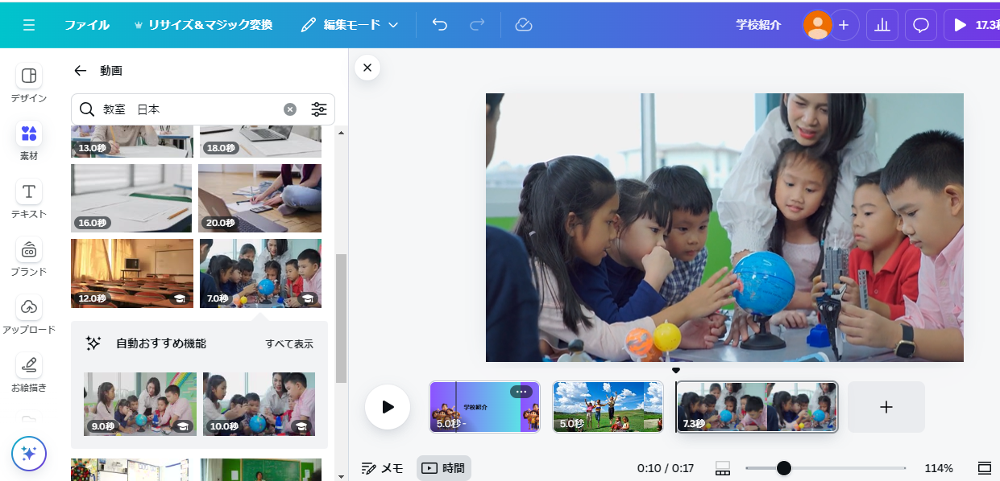 ファイル
リサイズ&マジック変換
編集モード
学校紹介
17.3秒
デザイン
素材
テキスト
ブランド
アップロード
お絵描き
動画
教室 日本
13.0秒
18.0秒
16.0秒
20.0秒
12.0秒
7.0秒
自動おすすめ機能
すべて表示
9.0秒
10.0秒
学校紹介
5.0秒-
5.0秒
7.3秒
メモ
時間
0:10 / 0:17
114%